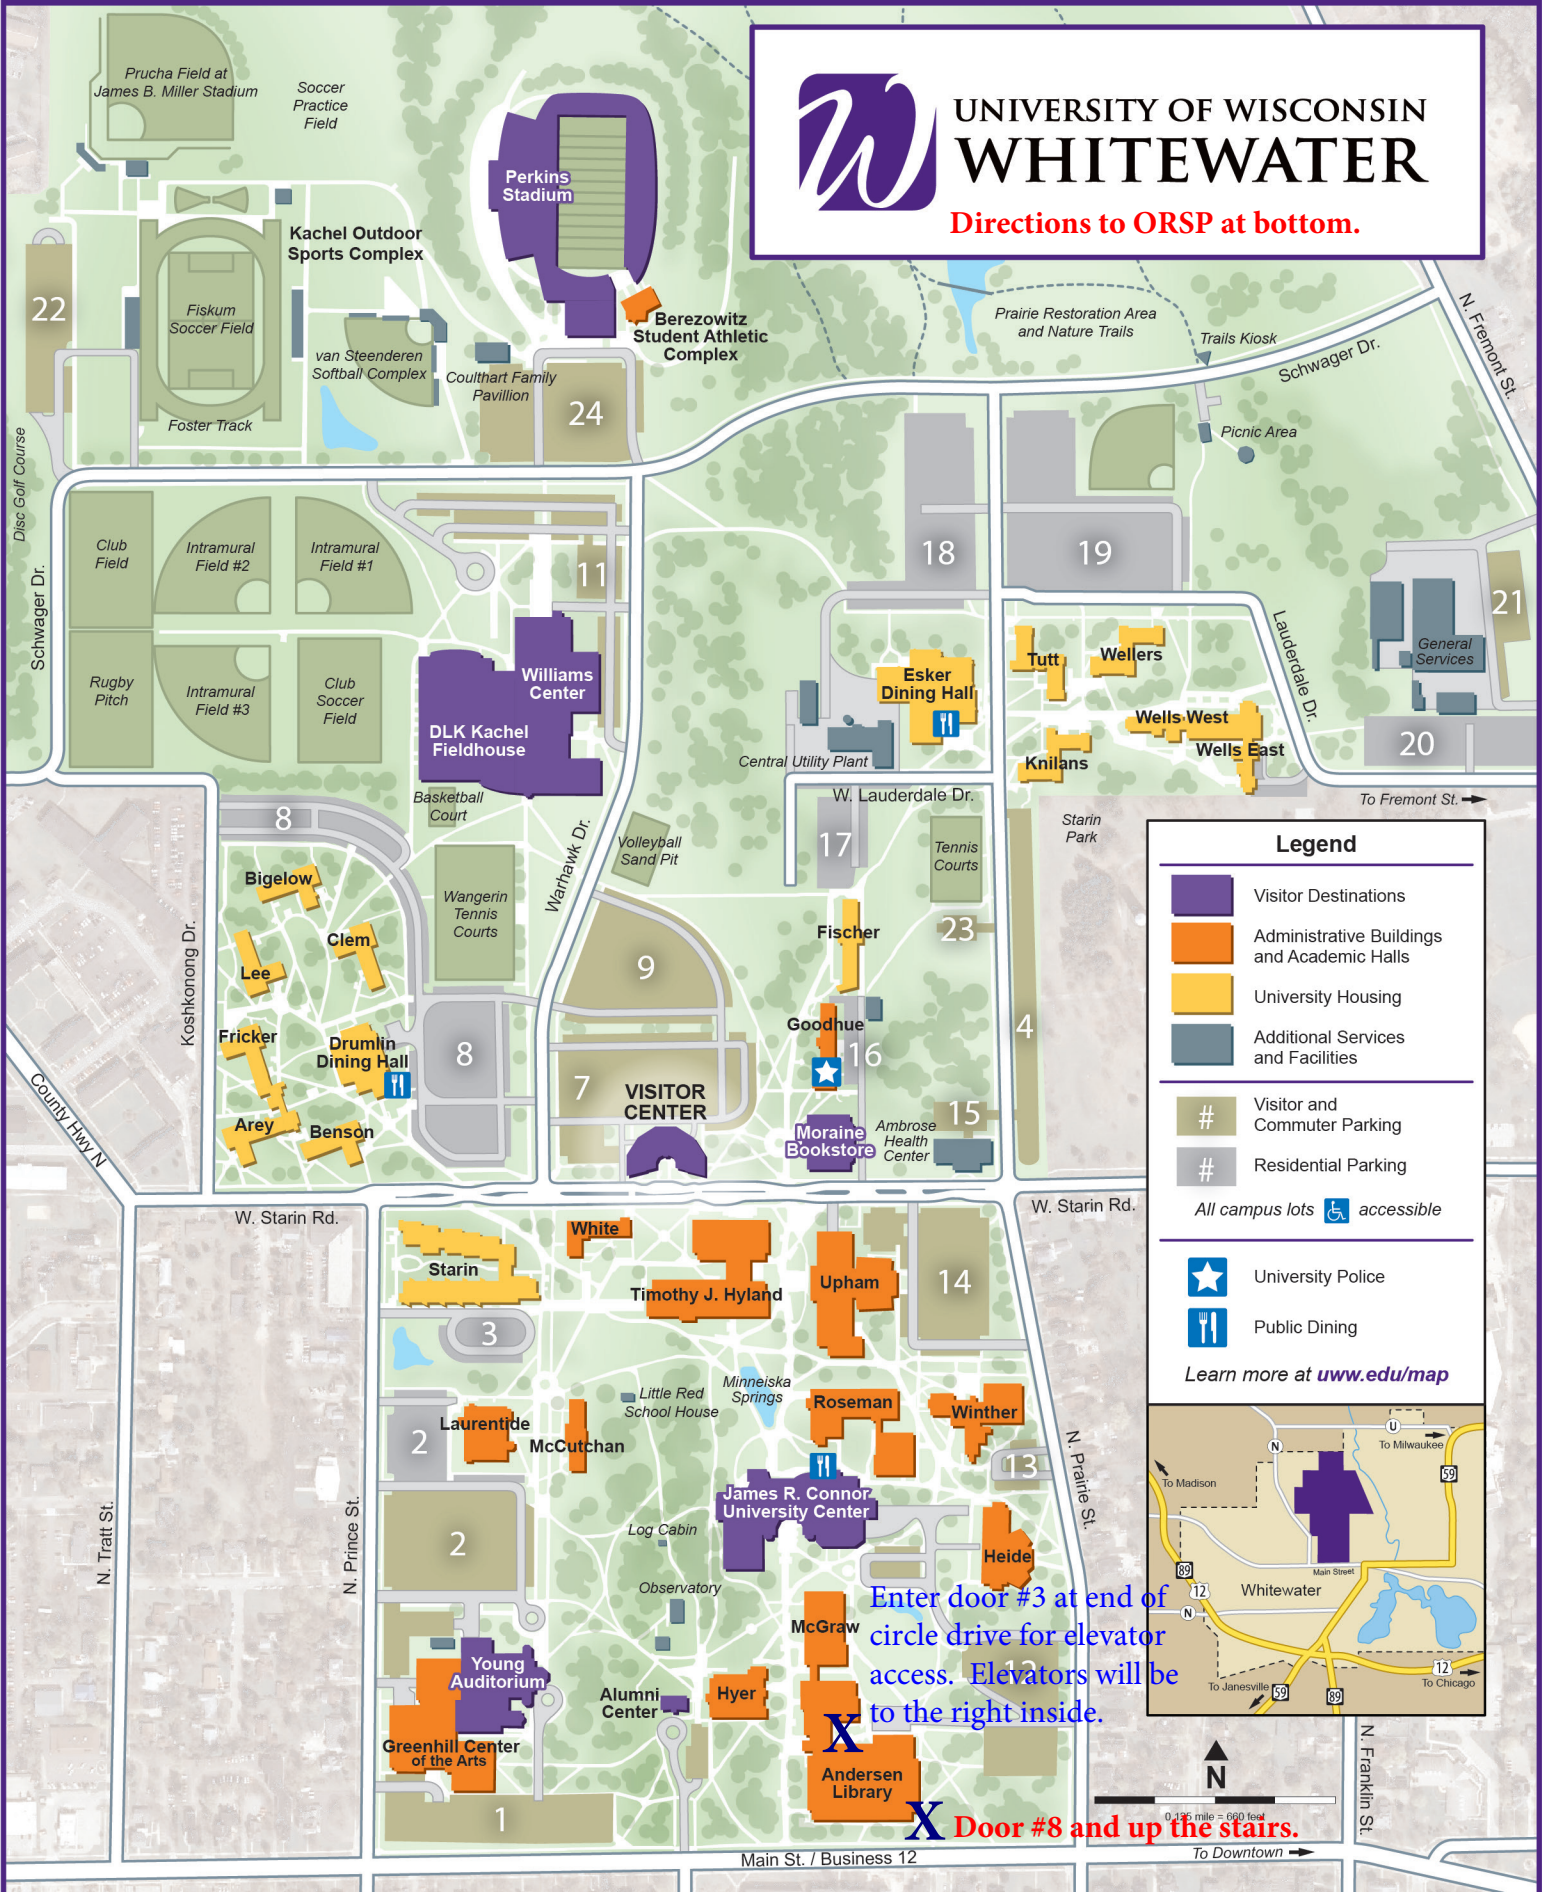 Prucha Field at
James B. Miller Stadium
Soccer
Practice
Field
UNIVERSITY OF WISCONSIN
WHITEWATER
Directions to ORSP at bottom.
Perkins
Stadium
Kachel Outdoor
Sports Complex
22
Fiskum
Soccer Field
van Steenderen
Softball Complex
Foster Track
Coulthart Family
Pavillion
Berezowitz
Student Athletic
Complex
24
Prairie Restoration Area
and Nature Trails
Trails Kiosk
Schwager Dr.
N. Fremont St.
Picnic Area
Disc Golf Course
Schwager Dr.
Club
Field
Intramural
Field #2
Intramural
Field #1
11
18
19
21
Rugby
Pitch
Intramural
Field #3
Club
Soccer
Field
Williams
Center
DLK Kachel
Fieldhouse
Esker
Dining Hall
Tutt
Wellers
Wells West
Wells East
Knilans
Lauderdale Dr.
General
Services
20
Central Utility Plant
W. Lauderdale Dr.
To Fremont St.
Basketball
Court
8
Warhawk Dr.
Volleyball
Sand Pit
17
Tennis
Courts
Starin
Park
Bigelow
Clem
Lee
Wangerin
Tennis
Courts
Koshkonong Dr.
9
Fischer
23
4
Fricker
Drumlin
Dining Hall
8
Arey
Benson
7
VISITOR
CENTER
Goodhue
16
Moraine
Bookstore
Ambrose
Health
Center
15
County Hwy N
W. Starin Rd.
W. Starin Rd.
Legend
Visitor Destinations
Administrative Buildings
and Academic Halls
University Housing
Additional Services
and Facilities
#
Visitor and
Commuter Parking
#
Residential Parking
All campus lots accessible
University Police
Public Dining
Learn more at uww.edu/map
White
Starin
Timothy J. Hyland
Upham
14
3
Little Red
School House
Minneiska
Springs
Roseman
Winther
Laurentide
2
McCutchan
13
N. Prairie St.
James R. Connor
University Center
N. Tratt St.
N. Prince St.
2
Log Cabin
Observatory
Heide
McGraw
Enter door #3 at end of
circle drive for elevator
access. Elevators will be
to the right inside.
12
X
Young
Auditorium
Alumni
Center
Hyer
Greenhill Center
of the Arts
Andersen
Library
1
X
Door #8 and up the stairs.
Main St. / Business 12
N
0.125 mile = 660 feet
To Downtown
N. Franklin St.
U
To Milwaukee
N
59
To Madison
89
12
Main Street
Whitewater
N
12
To Chicago
To Janesville
59
89